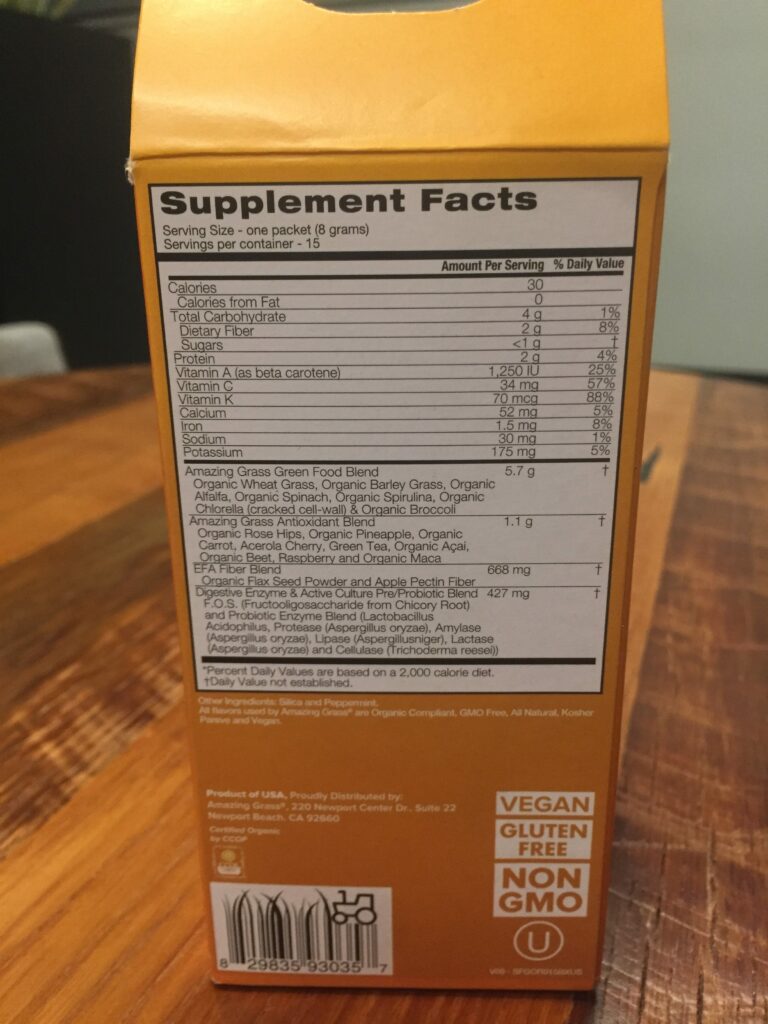 Supplement Facts
Serving Size - one packet (8 grams)
Servings per container - 15
Amount Per Serving % Daily Value
Calories 30
Calories from Fat 0
Total Carbohydrate 4 g 1%
Dietary Fiber 2 g 8%
Sugars <1 g †
Protein 2 g 4%
Vitamin A (as beta carotene) 1,250 IU 25%
Vitamin C 34 mg 57%
Vitamin K 70 mcg 88%
Calcium 52 mg 5%
Iron 1.5 mg 8%
Sodium 30 mg 1%
Potassium 175 mg 5%
Amazing Grass Green Food Blend 5.7 g †
Organic Wheat Grass, Organic Barley Grass, Organic
Alfalfa, Organic Spinach, Organic Spirulina, Organic
Chlorella (cracked cell-wall) & Organic Broccoli
Amazing Grass Antioxidant Blend 1.1 g †
Organic Rose Hips, Organic Pineapple, Organic
Carrot, Acerola Cherry, Green Tea, Organic Açai,
Organic Beet, Raspberry and Organic Maca
EFA Fiber Blend 668 mg †
Organic Flax Seed Powder and Apple Pectin Fiber
Digestive Enzyme & Active Culture Pre/Probiotic Blend 427 mg †
F.O.S. (Fructooligosaccharide from Chicory Root)
and Probiotic Enzyme Blend (Lactobacillus
Acidophilus, Protease (Aspergillus oryzae), Amylase
(Aspergillus oryzae), Lipase (Aspergillusniger), Lactase
(Aspergillus oryzae) and Cellulase (Trichoderma reesei))
*Percent Daily Values are based on a 2,000 calorie diet.
†Daily Value not established.
Other Ingredients: Silica and Peppermint.
All flavors used by Amazing Grass® are Organic Compliant, GMO Free, All Natural, Kosher
Pareve and Vegan.
Product of USA, Proudly Distributed by:
Amazing Grass®, 220 Newport Center Dr., Suite 22
Newport Beach, CA 92660
Certified Organic
by CCOF
VEGAN
GLUTEN
FREE
NON
GMO
U
8 29835 93035 7